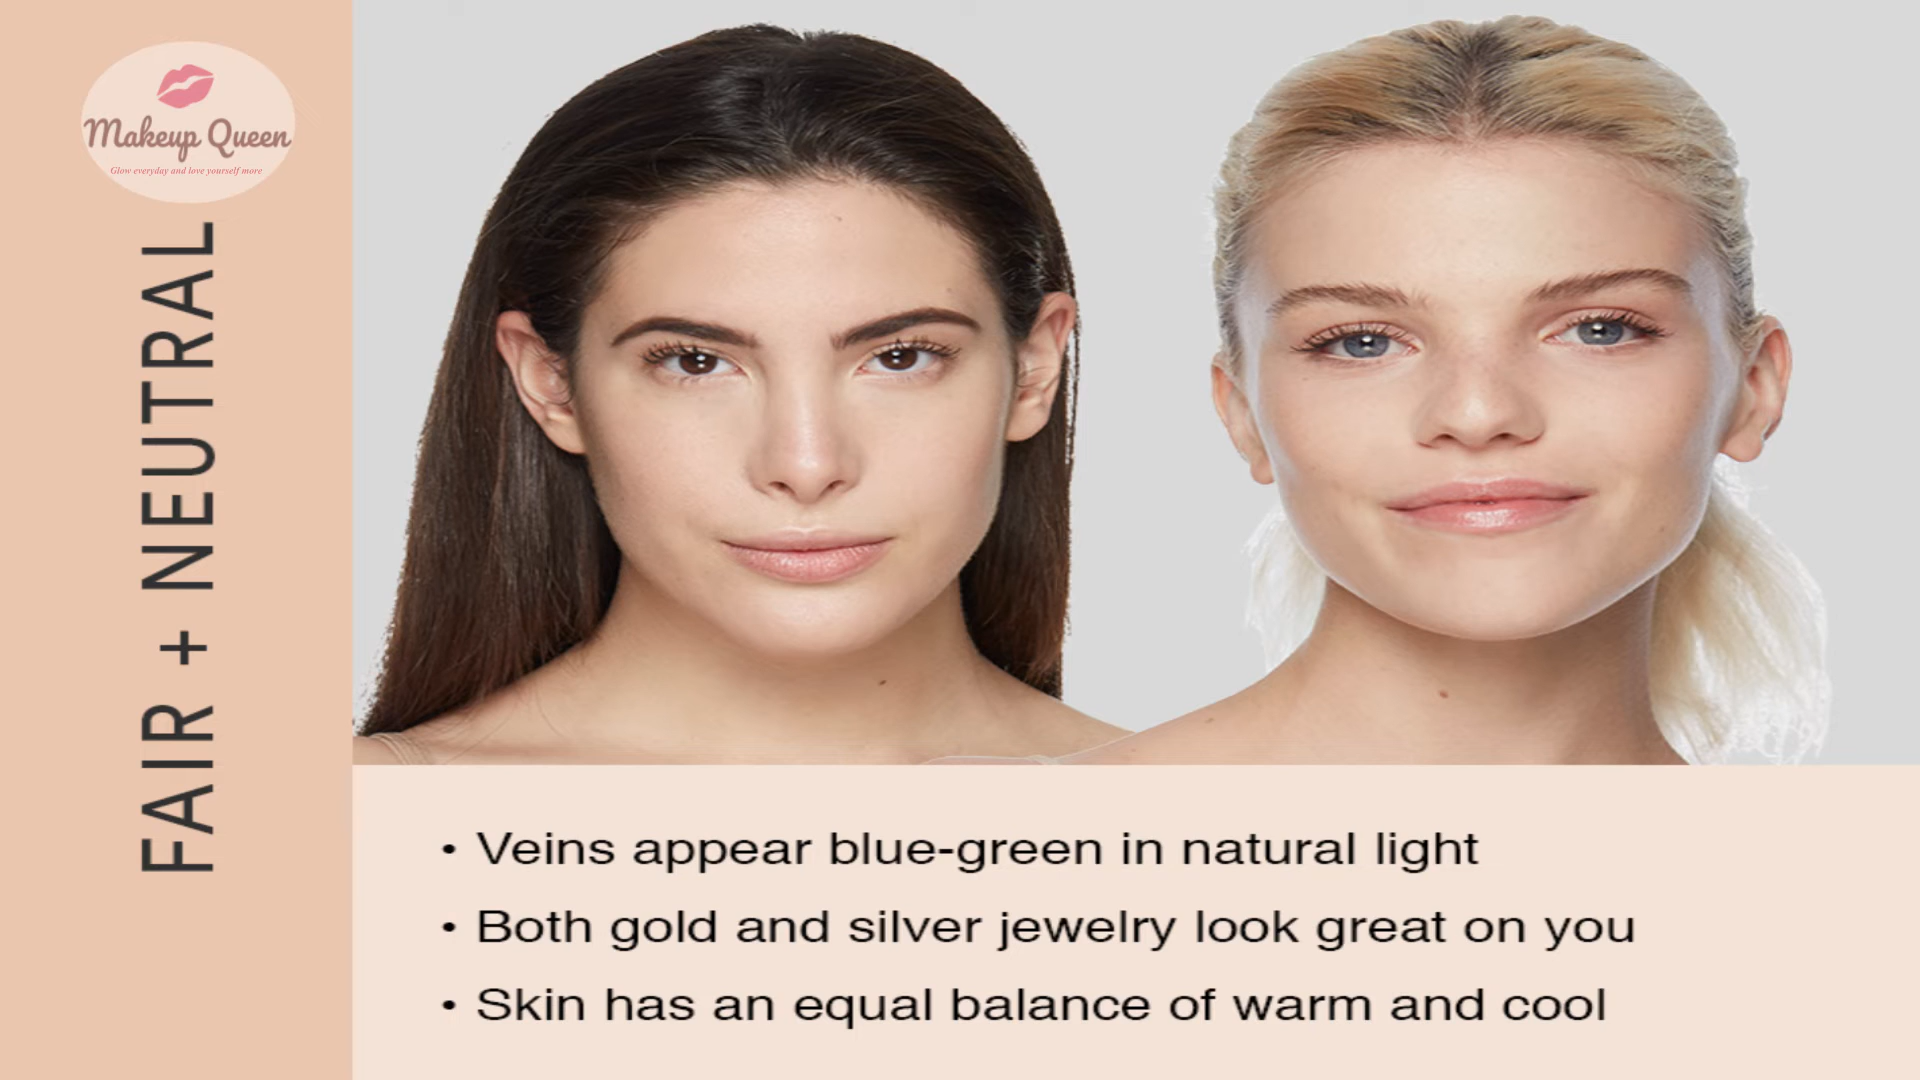 Makeup Queen
Glow everyday and love yourself more
FAIR + NEUTRAL
• Veins appear blue-green in natural light
• Both gold and silver jewelry look great on you
• Skin has an equal balance of warm and cool